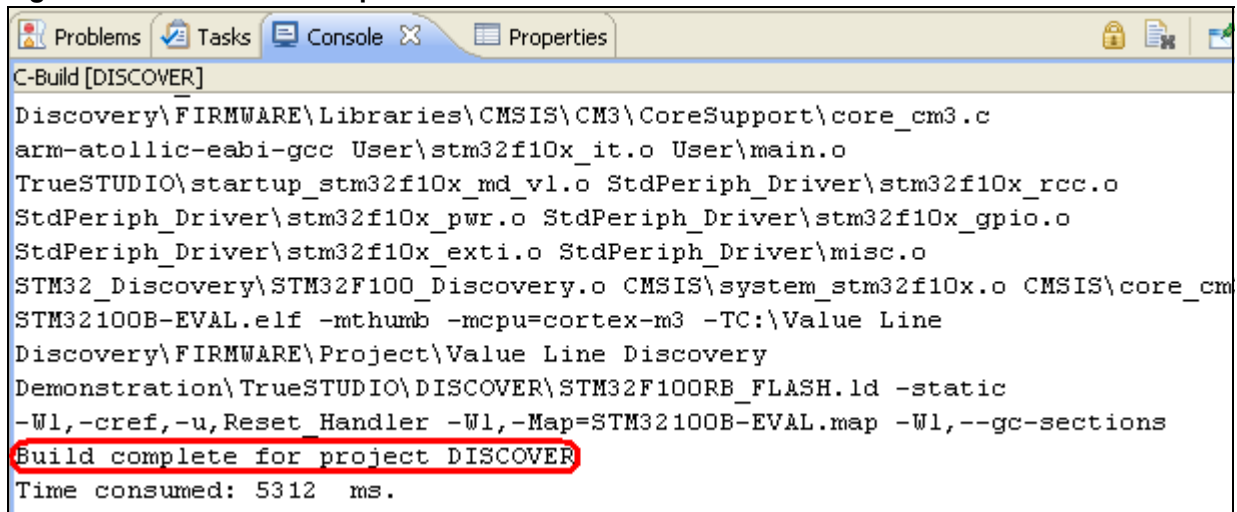 Problems Tasks Console Properties
C-Build [DISCOVER]
Discovery\FIRMWARE\Libraries\CMSIS\CM3\CoreSupport\core_cm3.c
arm-atollic-eabi-gcc User\stm32f10x_it.o User\main.o
TrueSTUDIO\startup_stm32f10x_md_vl.o StdPeriph_Driver\stm32f10x_rcc.o
StdPeriph_Driver\stm32f10x_pwr.o StdPeriph_Driver\stm32f10x_gpio.o
StdPeriph_Driver\stm32f10x_exti.o StdPeriph_Driver\misc.o
STM32_Discovery\STM32F100_Discovery.o CMSIS\system_stm32f10x.o CMSIS\core_cm
STM32100B-EVAL.elf -mthumb -mcpu=cortex-m3 -TC:\Value Line
Discovery\FIRMWARE\Project\Value Line Discovery
Demonstration\TrueSTUDIO\DISCOVER\STM32F100RB_FLASH.ld -static
-Wl,-cref,-u,Reset_Handler -Wl,-Map=STM32100B-EVAL.map -Wl,--gc-sections
Build complete for project DISCOVER
Time consumed: 5312 ms.